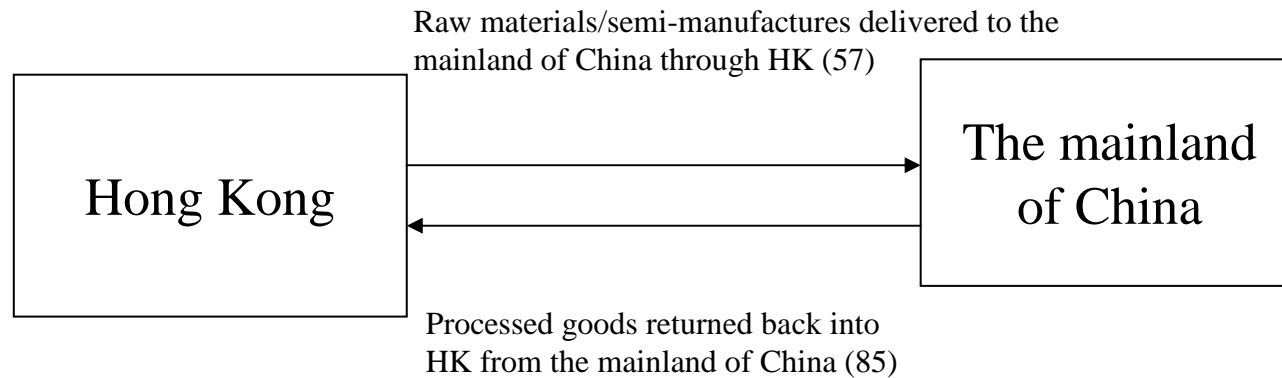 Raw materials/semi-manufactures delivered to the
mainland of China through HK (57)
Hong Kong
The mainland
of China
Processed goods returned back into
HK from the mainland of China (85)